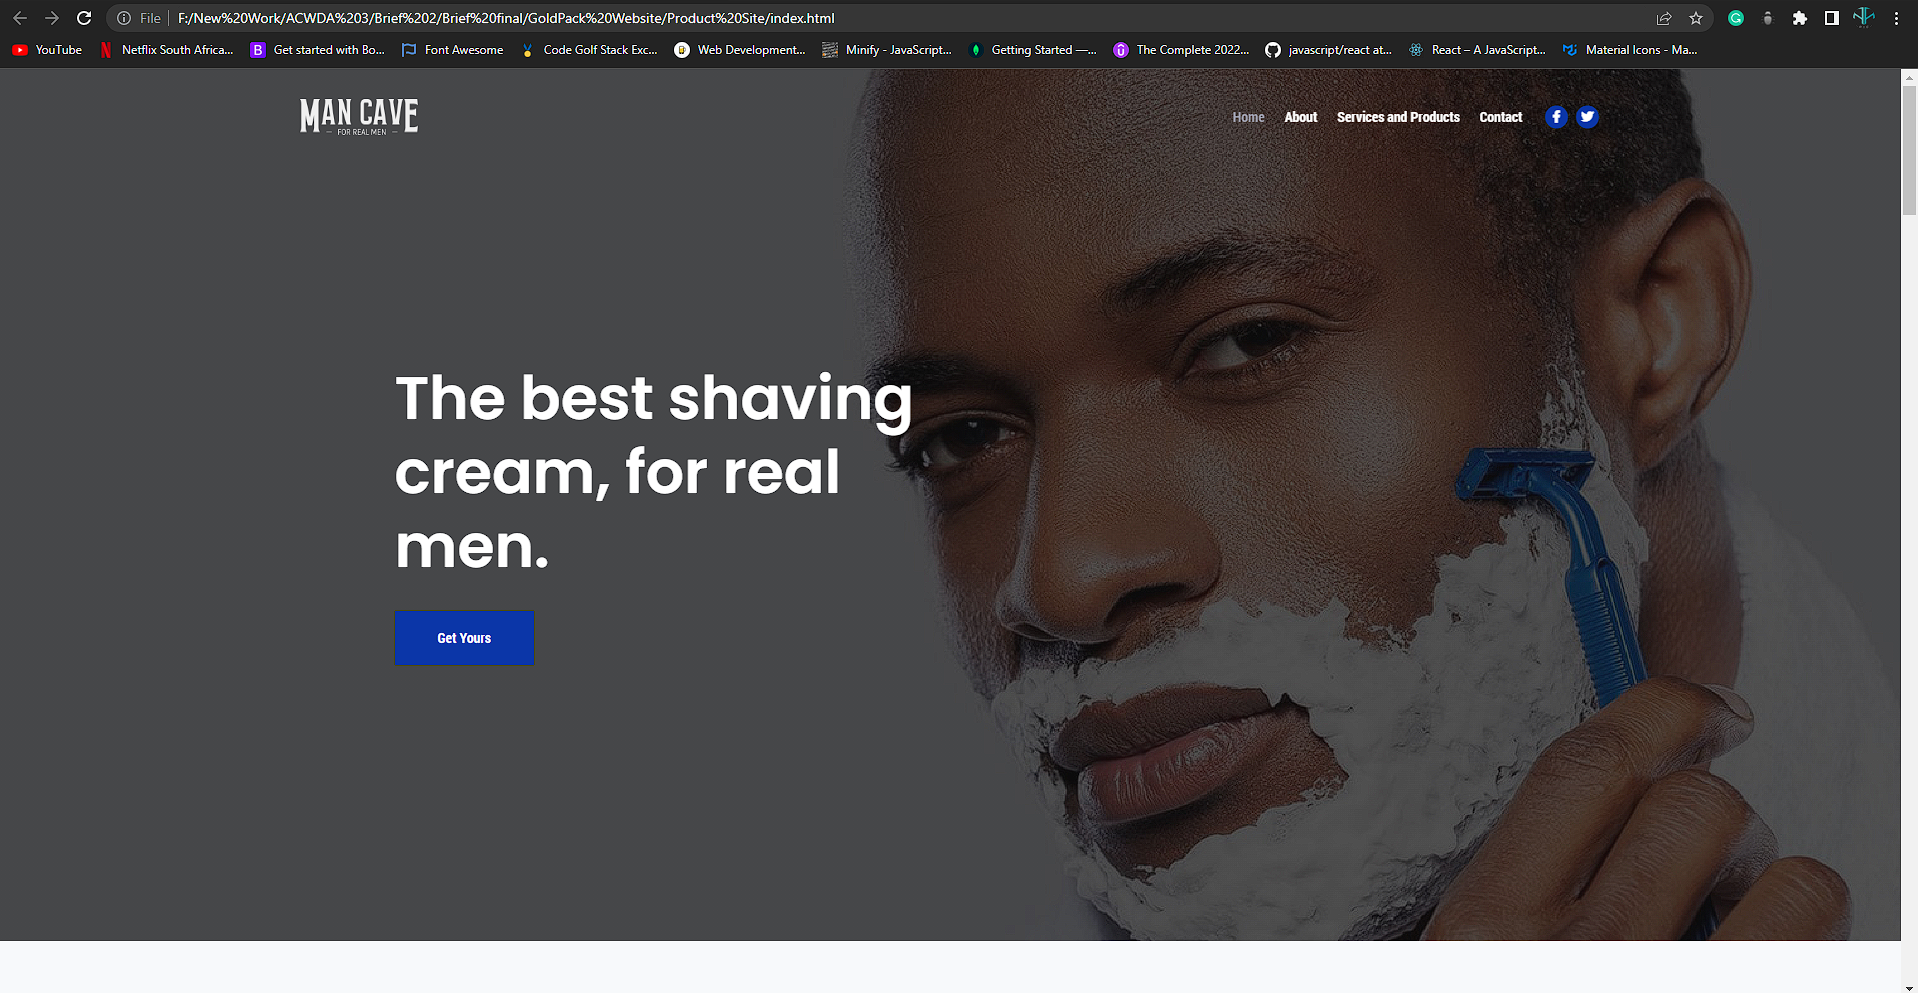 File F:/New%20Work/ACWDA%203/Brief%202/Brief%20final/GoldPack%20Website/Product%20Site/index.html
YouTube Netflix South Africa... Get started with Bo... Font Awesome Code Golf Stack Exc... Web Development... Minify - JavaScript... Getting Started —... The Complete 2022... javascript/react at... React – A JavaScript... Material Icons - Ma...
MAN CAVE
– FOR REAL MEN –
Home About Services and Products Contact
The best shaving
cream, for real
men.
Get Yours